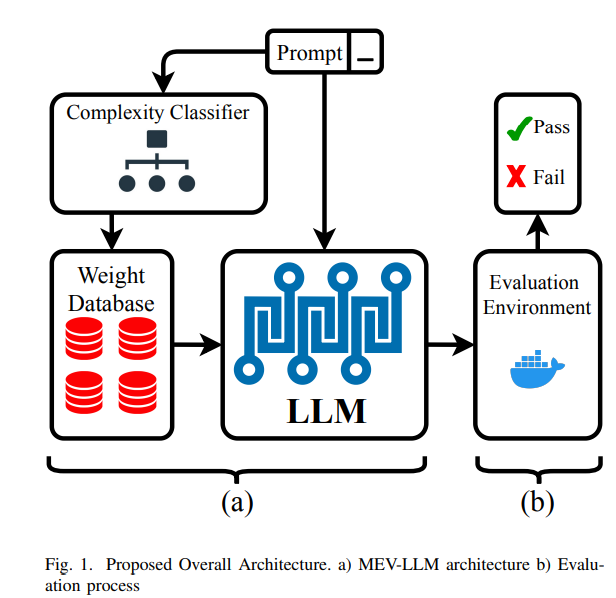 Prompt _
Complexity Classifier
Pass
Fail
Weight
Database
LLM
Evaluation
Environment
(a)
(b)
Fig. 1. Proposed Overall Architecture. a) MEV-LLM architecture b) Evalu-
ation process